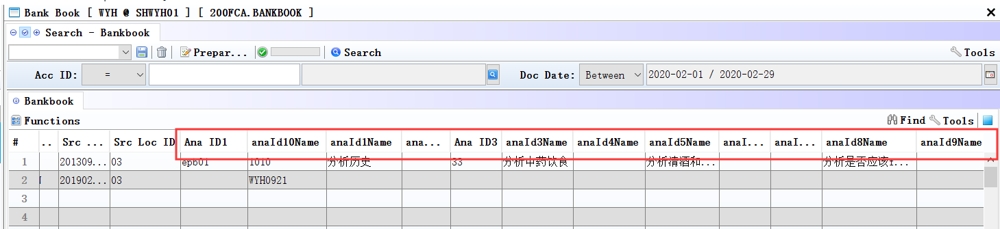 Bank Book [ WYH @ SHWYH01 ] [ 200FCA.BANKBOOK ]
Search - Bankbook
Prepar... Search Tools
Acc ID: = Doc Date: Between 2020-02-01 / 2020-02-29
Bankbook
Functions Find Tools
# .. Src ... Src Loc ID Ana ID1 anaId10Name anaId1Name ana... Ana ID3 anaId3Name anaId4Name anaId5Name anaI... anaI... anaId8Name anaId9Name
1 201309... 03 epb01 1010 分析历史 33 分析中药饮食 分析清酒和... 分析是否应该f...
2 201902... 03 WYH0921
3
4